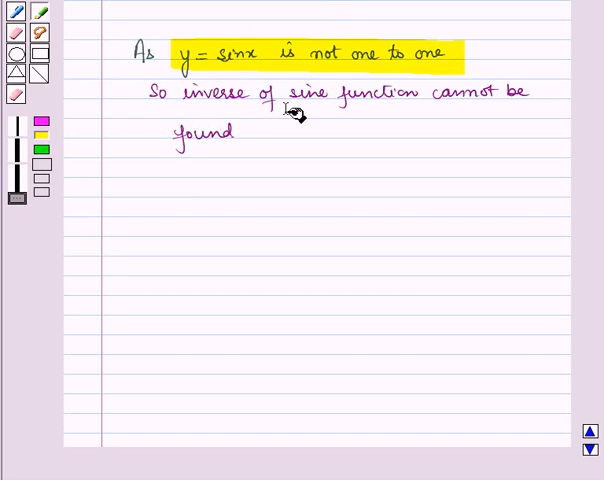 As y = sinx is not one to one
So inverse of sine function cannot be
found